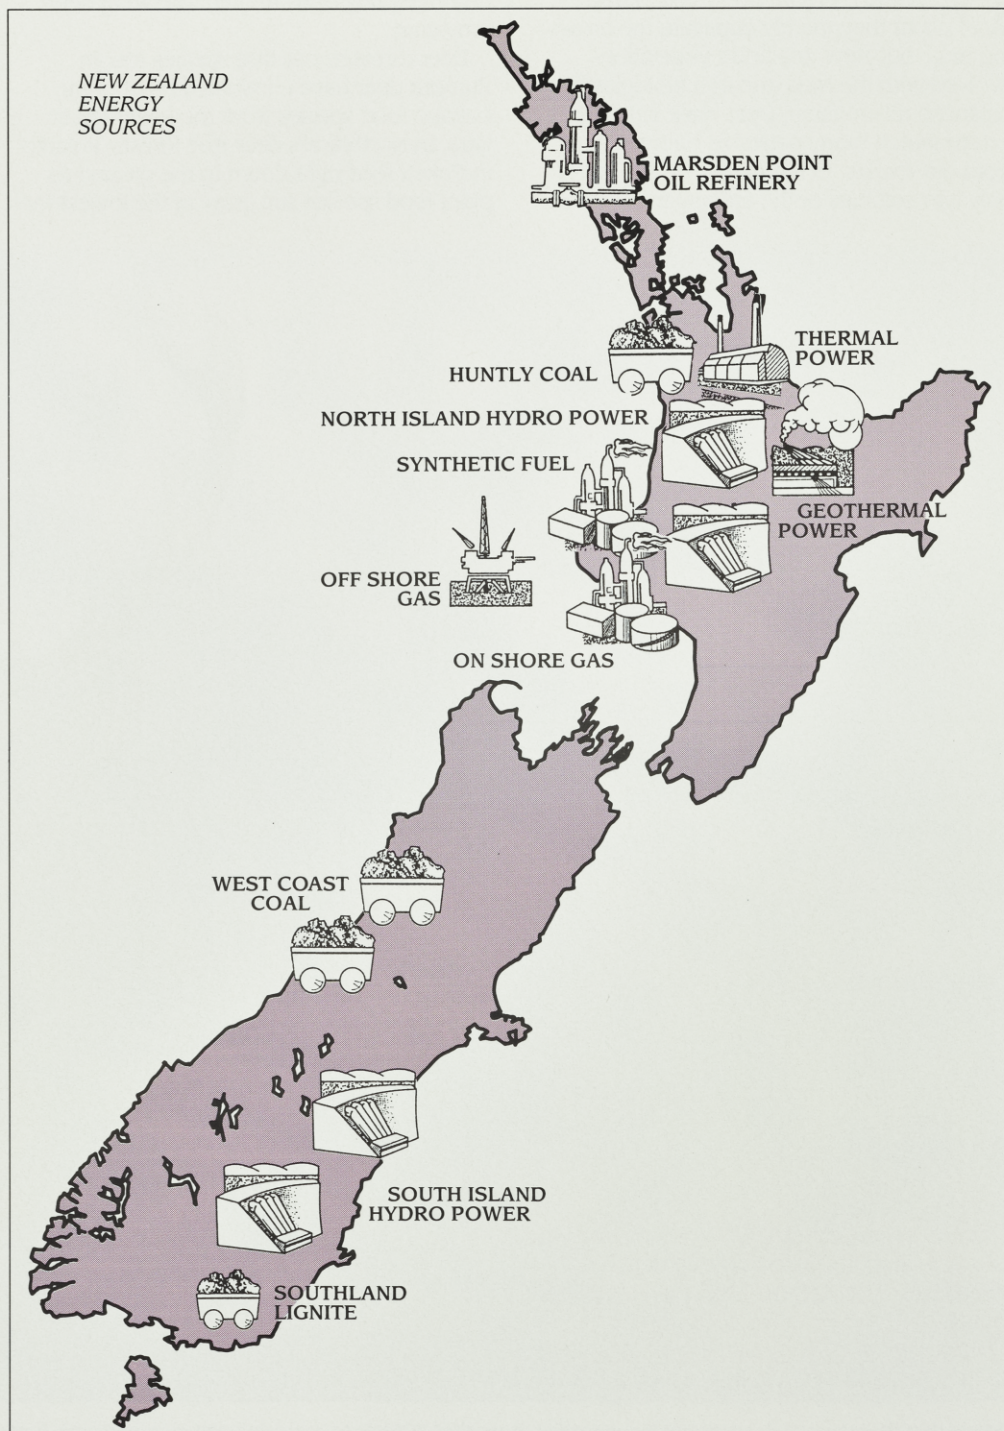 NEW ZEALAND
ENERGY
SOURCES
MARSDEN POINT
OIL REFINERY
THERMAL
POWER
HUNTLY COAL
NORTH ISLAND HYDRO POWER
SYNTHETIC FUEL
GEOTHERMAL
POWER
OFF SHORE
GAS
ON SHORE GAS
WEST COAST
COAL
SOUTH ISLAND
HYDRO POWER
SOUTHLAND
LIGNITE